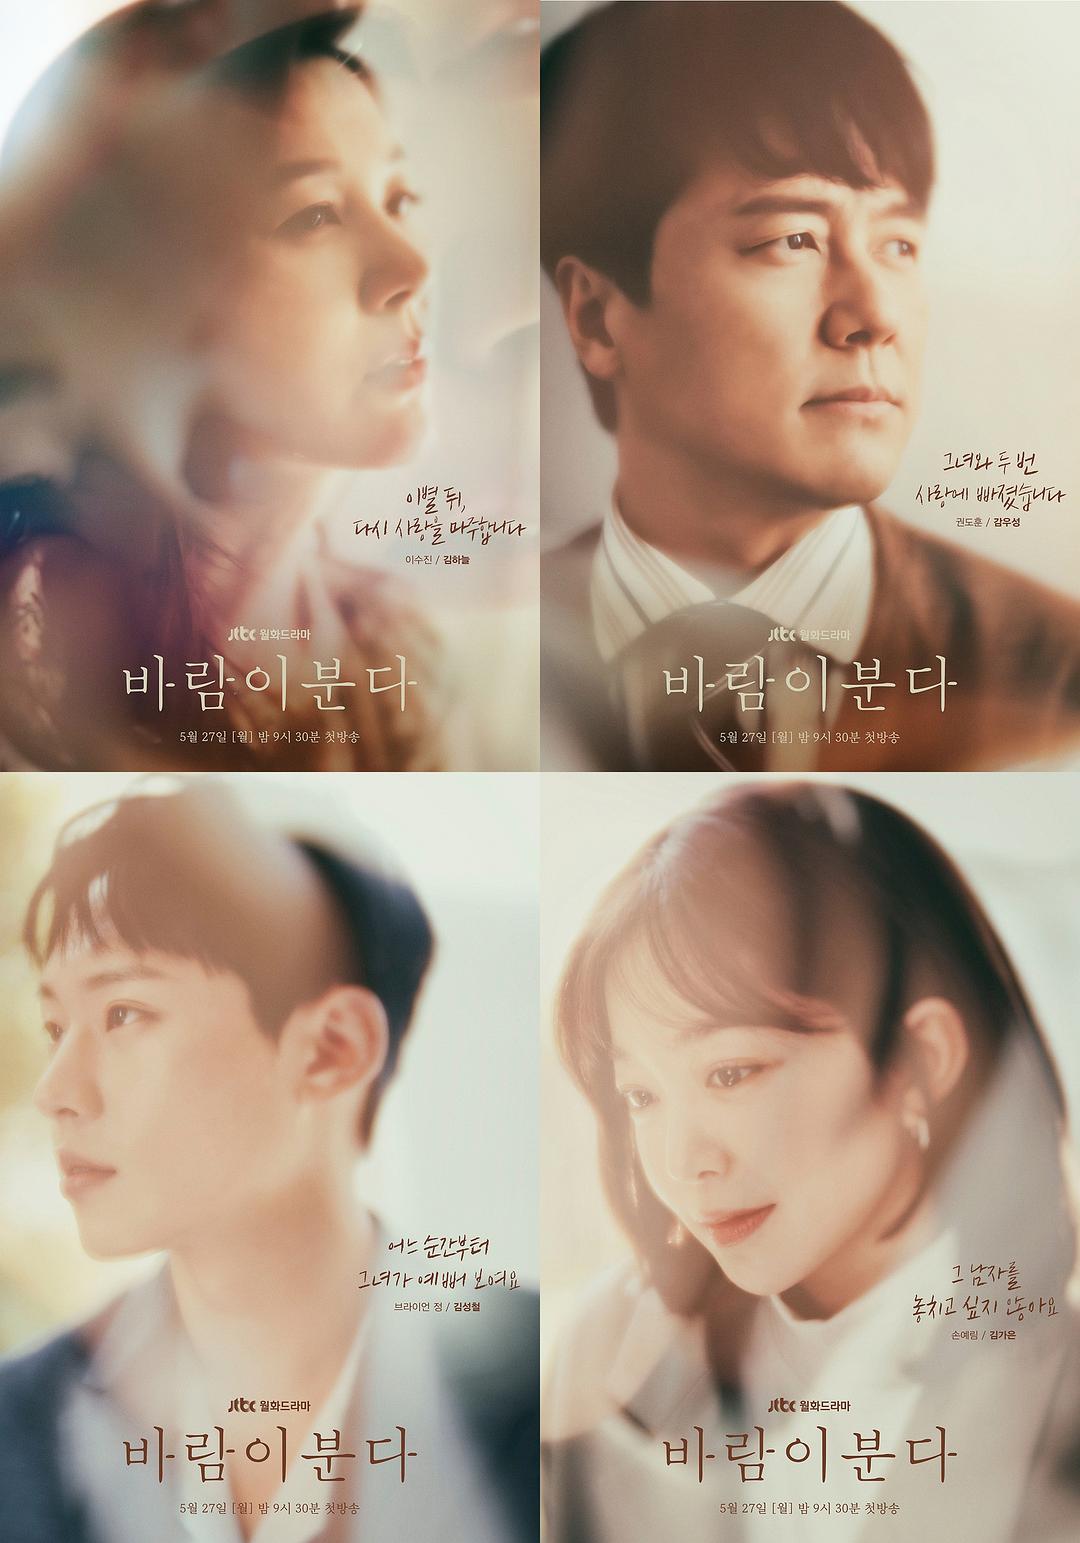 이별 뒤,
다시 사랑을 마주합니다
이수진 / 김하늘
jtbc 월화드라마
바람이분다
5월 27일 [월] 밤 9시 30분 첫방송
그녀와 두 번
사랑에 빠졌습니다
권도훈 / 감우성
jtbc 월화드라마
바람이분다
5월 27일 [월] 밤 9시 30분 첫방송
어느 순간부터
그녀가 예뻐 보여요
브라이언 정 / 김성철
jtbc 월화드라마
바람이분다
5월 27일 [월] 밤 9시 30분 첫방송
그 남자를
놓치고 싶지 않아요
손예림 / 김가은
jtbc 월화드라마
바람이분다
5월 27일 [월] 밤 9시 30분 첫방송